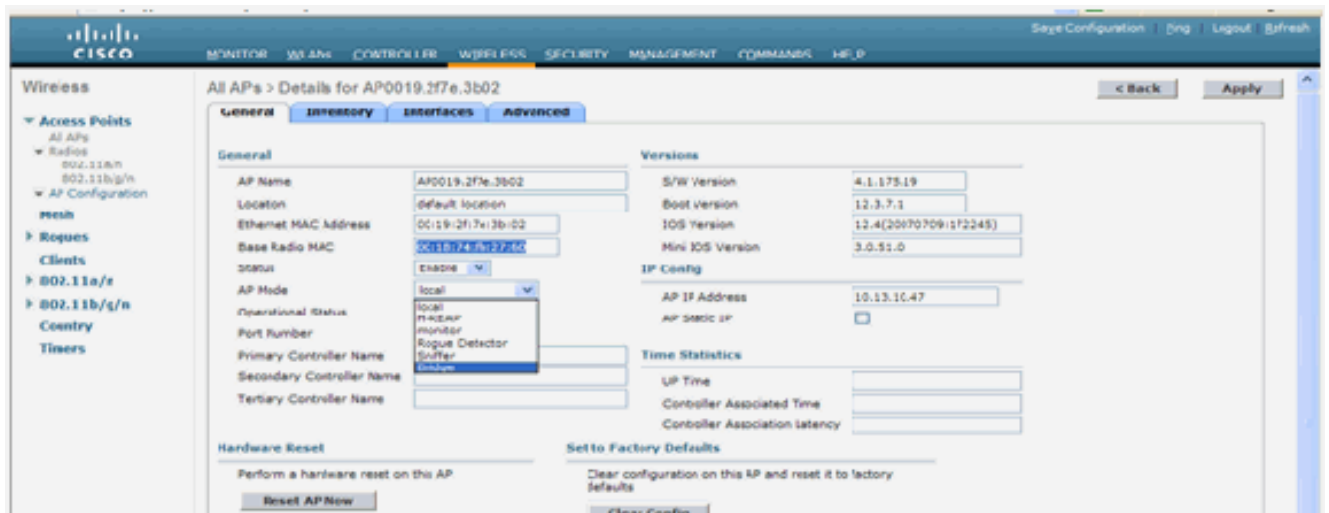 CISCO
Save Configuration | Ping | Logout | Refresh
MONITOR WLANs CONTROLLER WIRELESS SECURITY MANAGEMENT COMMANDS HELP
Wireless
Access Points
All APs
Radios
802.11a/n
802.11b/g/n
AP Configuration
Mesh
Rogues
Clients
802.11a/n
802.11b/g/n
Country
Timers
All APs > Details for AP0019.2f7e.3b02
< Back
Apply
General Inventory Interfaces Advanced
General
AP Name AP0019.2f7e.3b02
Location default location
Ethernet MAC Address 00:19:2f:7e:3b:02
Base Radio MAC
Status Enable
AP Mode local
local
H-REAP
monitor
Rogue Detector
Sniffer
Bridge
Operational Status
Port Number
Primary Controller Name
Secondary Controller Name
Tertiary Controller Name
Versions
S/W Version 4.1.175.19
Boot Version 12.3.7.1
IOS Version
Mini IOS Version 3.0.51.0
IP Config
AP IP Address 10.13.10.47
AP Static IP
Time Statistics
UP Time
Controller Associated Time
Controller Association Latency
Hardware Reset
Perform a hardware reset on this AP
Reset AP Now
Set to Factory Defaults
Clear configuration on this AP and reset it to factory
defaults
Clear Config